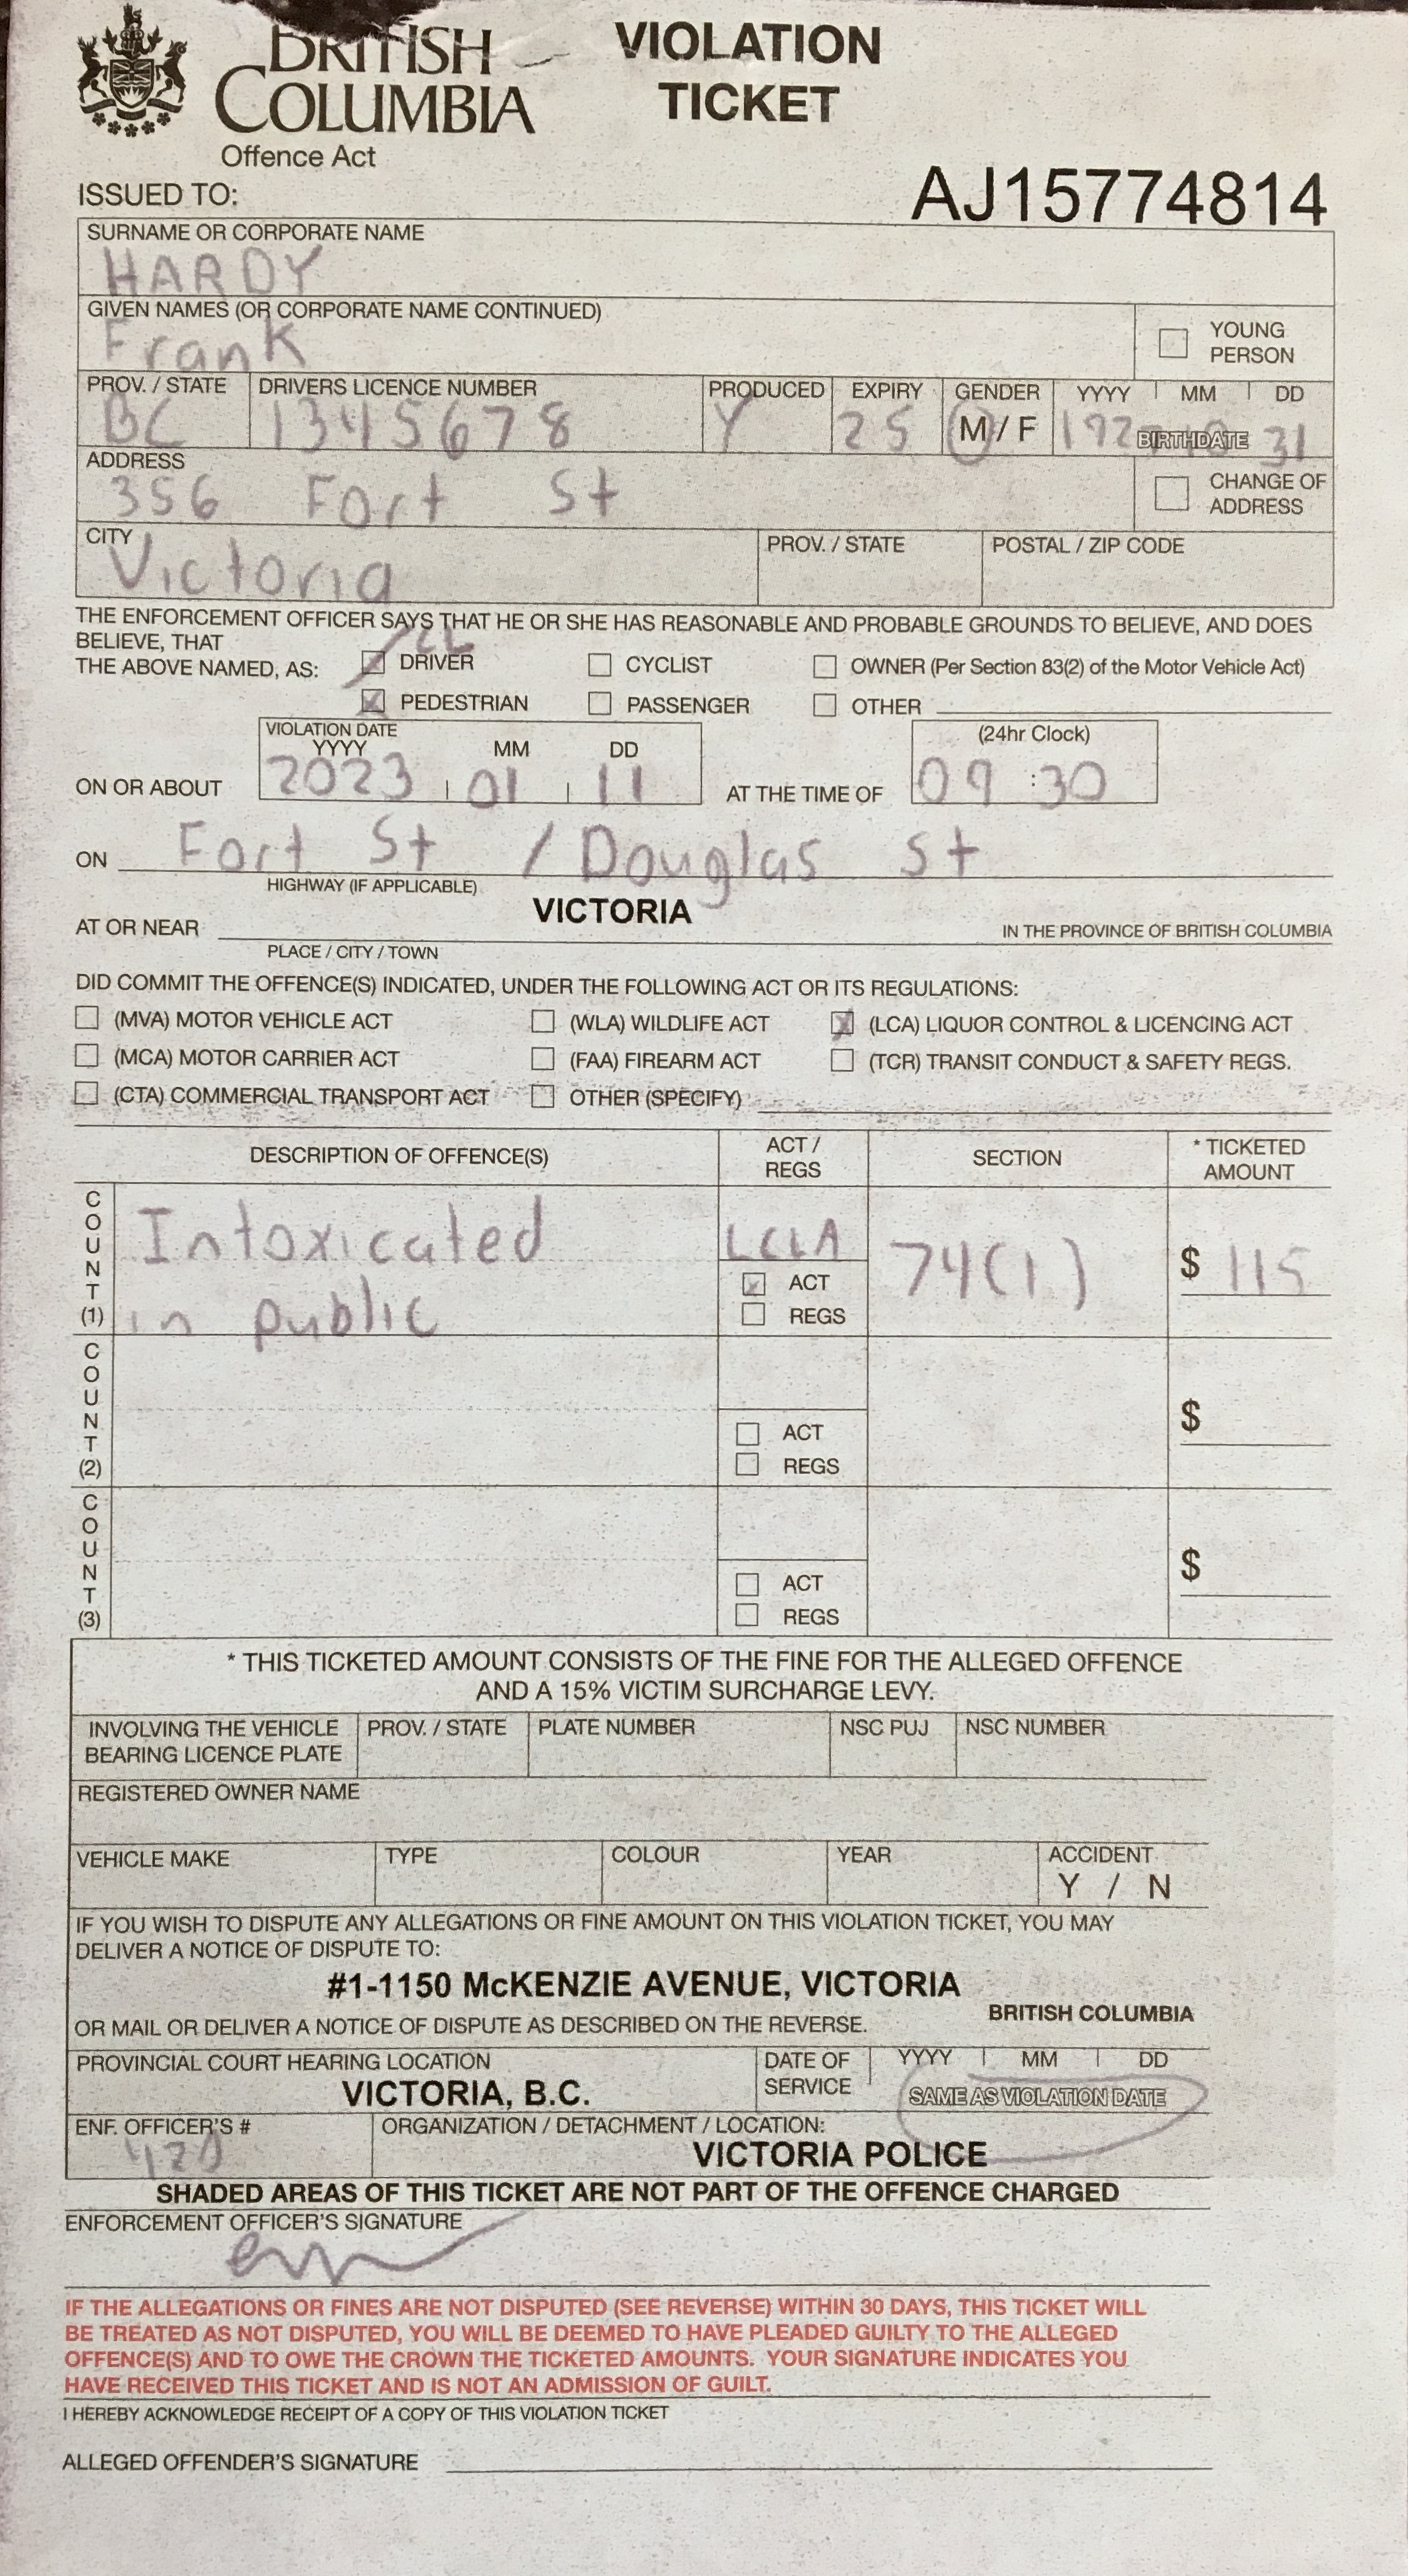 BRITISH
COLUMBIA
Offence Act
VIOLATION
TICKET
ISSUED TO:
AJ15774814
SURNAME OR CORPORATE NAME
HARDY
GIVEN NAMES (OR CORPORATE NAME CONTINUED)
Frank
YOUNG PERSON
PROV. / STATE DRIVERS LICENCE NUMBER PRODUCED EXPIRY GENDER YYYY MM DD
BC 1345678 Y 25 M / F BIRTHDATE 31
ADDRESS
356 Fort St
CHANGE OF ADDRESS
CITY PROV. / STATE POSTAL / ZIP CODE
Victoria
THE ENFORCEMENT OFFICER SAYS THAT HE OR SHE HAS REASONABLE AND PROBABLE GROUNDS TO BELIEVE, AND DOES
BELIEVE, THAT
THE ABOVE NAMED, AS: DRIVER CYCLIST OWNER (Per Section 83(2) of the Motor Vehicle Act)
PEDESTRIAN PASSENGER OTHER
VIOLATION DATE (24hr Clock)
YYYY MM DD
ON OR ABOUT 2023 01 11 AT THE TIME OF 09:30
ON Fort St / Douglas St
HIGHWAY (IF APPLICABLE)
AT OR NEAR VICTORIA IN THE PROVINCE OF BRITISH COLUMBIA
PLACE / CITY / TOWN
DID COMMIT THE OFFENCE(S) INDICATED, UNDER THE FOLLOWING ACT OR ITS REGULATIONS:
(MVA) MOTOR VEHICLE ACT (WLA) WILDLIFE ACT (LCA) LIQUOR CONTROL & LICENCING ACT
(MCA) MOTOR CARRIER ACT (FAA) FIREARM ACT (TCR) TRANSIT CONDUCT & SAFETY REGS.
(CTA) COMMERCIAL TRANSPORT ACT OTHER (SPECIFY)
DESCRIPTION OF OFFENCE(S) ACT / REGS SECTION * TICKETED AMOUNT
COUNT (1) Intoxicated LCLA 74(1) $ 115
in public
ACT
REGS
COUNT (2) $
ACT
REGS
COUNT (3) $
ACT
REGS
* THIS TICKETED AMOUNT CONSISTS OF THE FINE FOR THE ALLEGED OFFENCE
AND A 15% VICTIM SURCHARGE LEVY.
INVOLVING THE VEHICLE BEARING LICENCE PLATE PROV. / STATE PLATE NUMBER NSC PUJ NSC NUMBER
REGISTERED OWNER NAME
VEHICLE MAKE TYPE COLOUR YEAR ACCIDENT
Y / N
IF YOU WISH TO DISPUTE ANY ALLEGATIONS OR FINE AMOUNT ON THIS VIOLATION TICKET, YOU MAY
DELIVER A NOTICE OF DISPUTE TO:
#1-1150 McKENZIE AVENUE, VICTORIA
BRITISH COLUMBIA
OR MAIL OR DELIVER A NOTICE OF DISPUTE AS DESCRIBED ON THE REVERSE.
PROVINCIAL COURT HEARING LOCATION DATE OF SERVICE YYYY MM DD
VICTORIA, B.C. SAME AS VIOLATION DATE
ENF. OFFICER'S # ORGANIZATION / DETACHMENT / LOCATION:
VICTORIA POLICE
SHADED AREAS OF THIS TICKET ARE NOT PART OF THE OFFENCE CHARGED
ENFORCEMENT OFFICER'S SIGNATURE
IF THE ALLEGATIONS OR FINES ARE NOT DISPUTED (SEE REVERSE) WITHIN 30 DAYS, THIS TICKET WILL
BE TREATED AS NOT DISPUTED, YOU WILL BE DEEMED TO HAVE PLEADED GUILTY TO THE ALLEGED
OFFENCE(S) AND TO OWE THE CROWN THE TICKETED AMOUNTS. YOUR SIGNATURE INDICATES YOU
HAVE RECEIVED THIS TICKET AND IS NOT AN ADMISSION OF GUILT.
I HEREBY ACKNOWLEDGE RECEIPT OF A COPY OF THIS VIOLATION TICKET
ALLEGED OFFENDER'S SIGNATURE